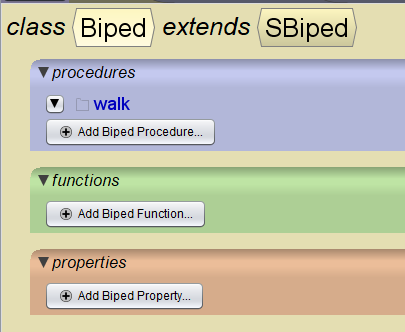 class Biped extends SBiped
procedures
walk
Add Biped Procedure...
functions
Add Biped Function...
properties
Add Biped Property...